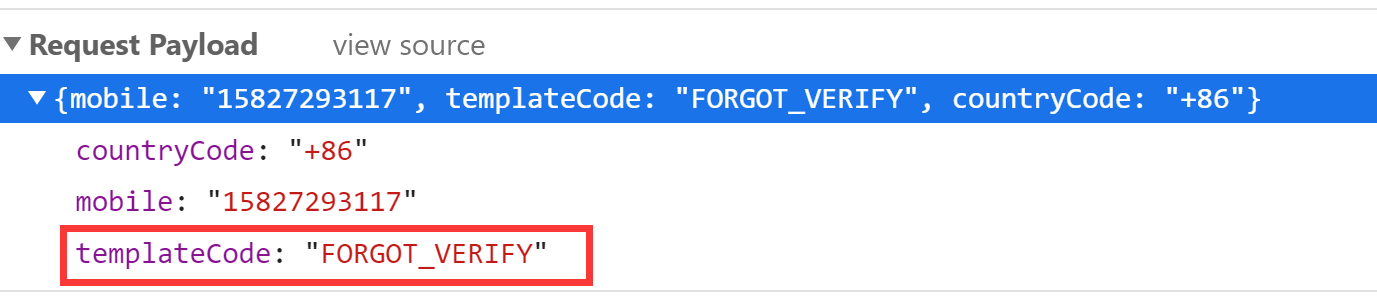 Request Payload view source
{mobile: "15827293117", templateCode: "FORGOT_VERIFY", countryCode: "+86"}
countryCode: "+86"
mobile: "15827293117"
templateCode: "FORGOT_VERIFY"